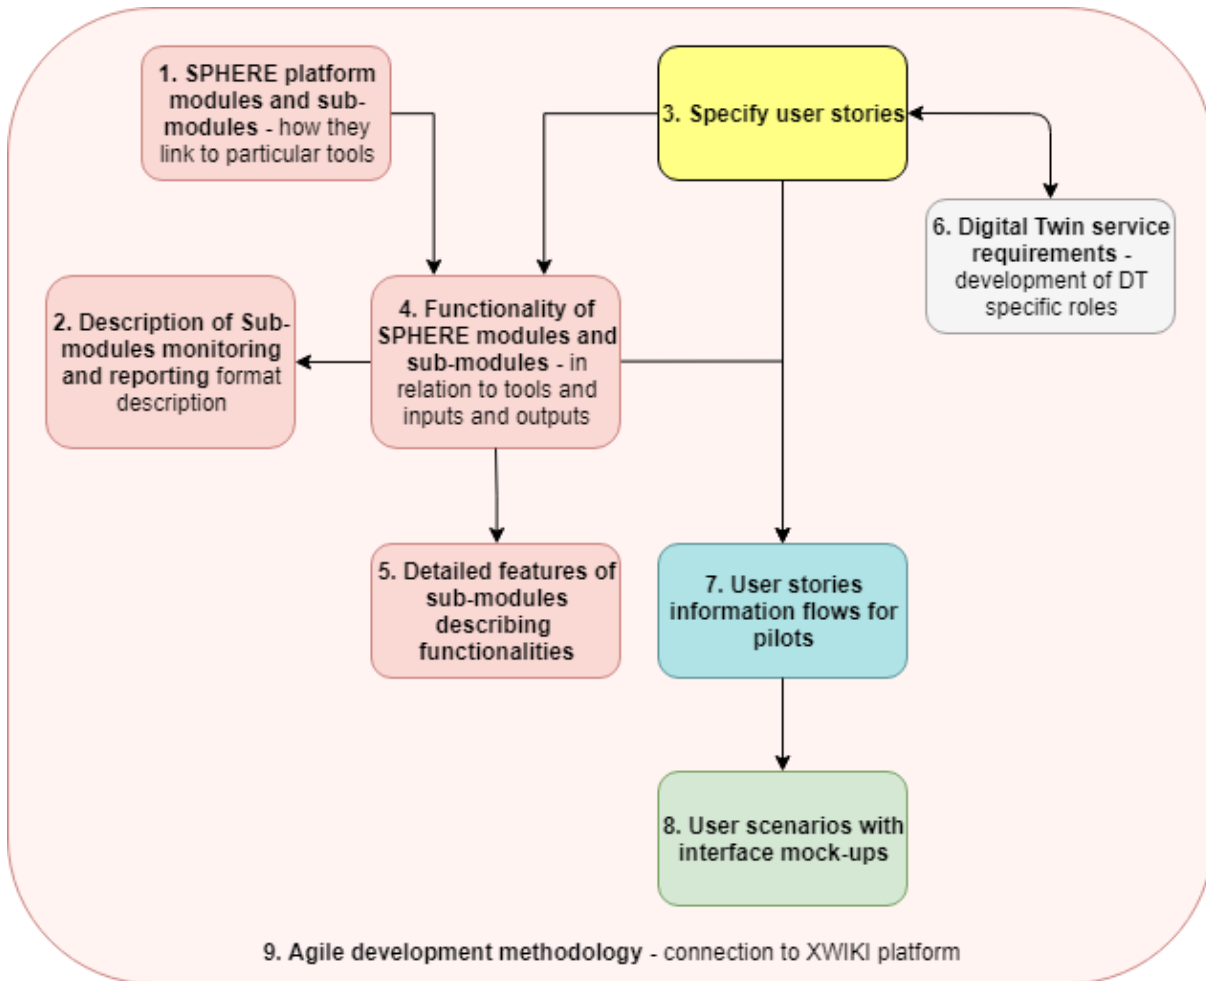 1. SPHERE platform
modules and sub-
modules - how they
link to particular tools
3. Specify user stories
6. Digital Twin service
requirements -
development of DT
specific roles
2. Description of Sub-
modules monitoring
and reporting format
description
4. Functionality of
SPHERE modules and
sub-modules - in
relation to tools and
inputs and outputs
5. Detailed features of
sub-modules
describing
functionalities
7. User stories
information flows for
pilots
8. User scenarios with
interface mock-ups
9. Agile development methodology - connection to XWIKI platform